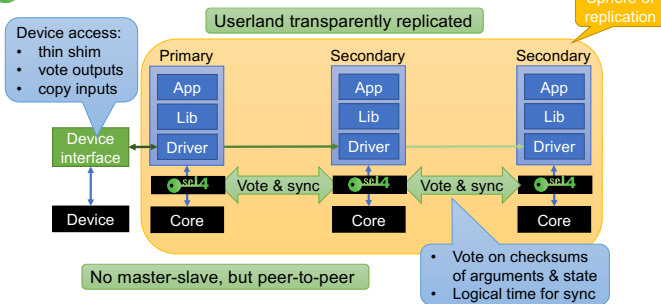 Userland transparently replicated
Sphere of
replication
Device access:
• thin shim
• vote outputs
• copy inputs
Primary
Secondary
Secondary
App
App
App
Lib
Lib
Lib
Device
interface
Driver
Driver
Driver
seL4
Vote & sync
seL4
Vote & sync
seL4
Device
Core
Core
Core
No master-slave, but peer-to-peer
• Vote on checksums
of arguments & state
• Logical time for sync